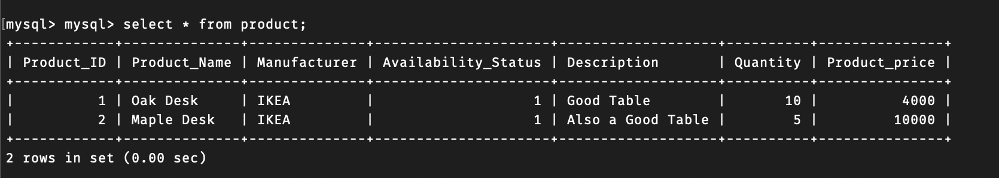 [mysql> mysql> select * from product;
+------------+--------------+--------------+---------------------+-------------------+----------+---------------+
| Product_ID | Product_Name | Manufacturer | Availability_Status | Description       | Quantity | Product_price |
+------------+--------------+--------------+---------------------+-------------------+----------+---------------+
|          1 | Oak Desk     | IKEA         |                   1 | Good Table        |       10 |          4000 |
|          2 | Maple Desk   | IKEA         |                   1 | Also a Good Table |        5 |         10000 |
+------------+--------------+--------------+---------------------+-------------------+----------+---------------+
2 rows in set (0.00 sec)